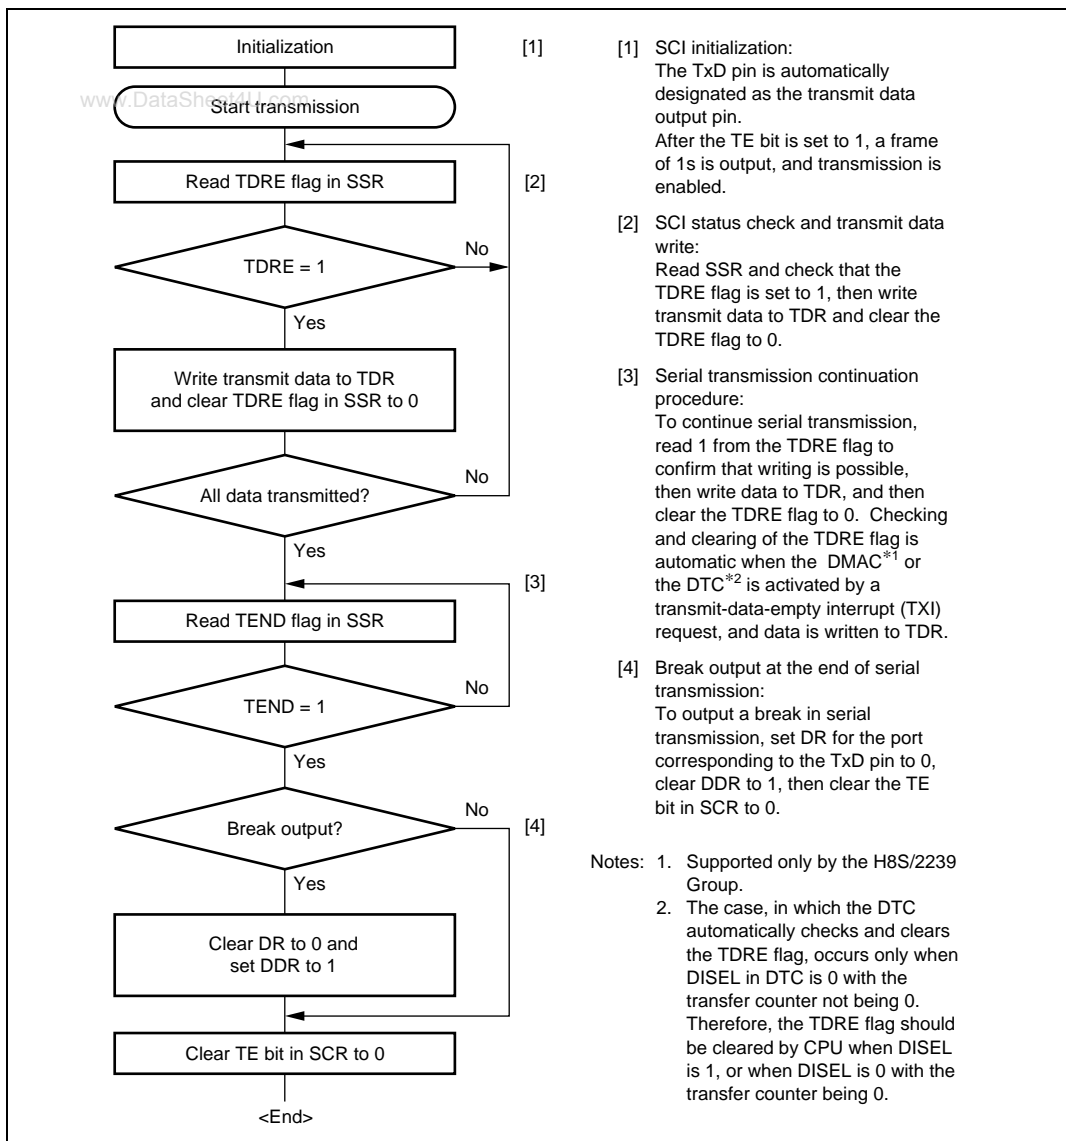 Initialization
[1]
www.DataSheet4U.com
Start transmission
Read TDRE flag in SSR
[2]
TDRE = 1
No
Yes
Write transmit data to TDR
and clear TDRE flag in SSR to 0
All data transmitted?
No
Yes
[3]
Read TEND flag in SSR
TEND = 1
No
Yes
Break output?
No
[4]
Yes
Clear DR to 0 and
set DDR to 1
Clear TE bit in SCR to 0
<End>
[1] SCI initialization:
The TxD pin is automatically
designated as the transmit data
output pin.
After the TE bit is set to 1, a frame
of 1s is output, and transmission is
enabled.
[2] SCI status check and transmit data
write:
Read SSR and check that the
TDRE flag is set to 1, then write
transmit data to TDR and clear the
TDRE flag to 0.
[3] Serial transmission continuation
procedure:
To continue serial transmission,
read 1 from the TDRE flag to
confirm that writing is possible,
then write data to TDR, and then
clear the TDRE flag to 0. Checking
and clearing of the TDRE flag is
automatic when the DMAC*1 or
the DTC*2 is activated by a
transmit-data-empty interrupt (TXI)
request, and data is written to TDR.
[4] Break output at the end of serial
transmission:
To output a break in serial
transmission, set DR for the port
corresponding to the TxD pin to 0,
clear DDR to 1, then clear the TE
bit in SCR to 0.
Notes: 1. Supported only by the H8S/2239
Group.
2. The case, in which the DTC
automatically checks and clears
the TDRE flag, occurs only when
DISEL in DTC is 0 with the
transfer counter not being 0.
Therefore, the TDRE flag should
be cleared by CPU when DISEL
is 1, or when DISEL is 0 with the
transfer counter being 0.